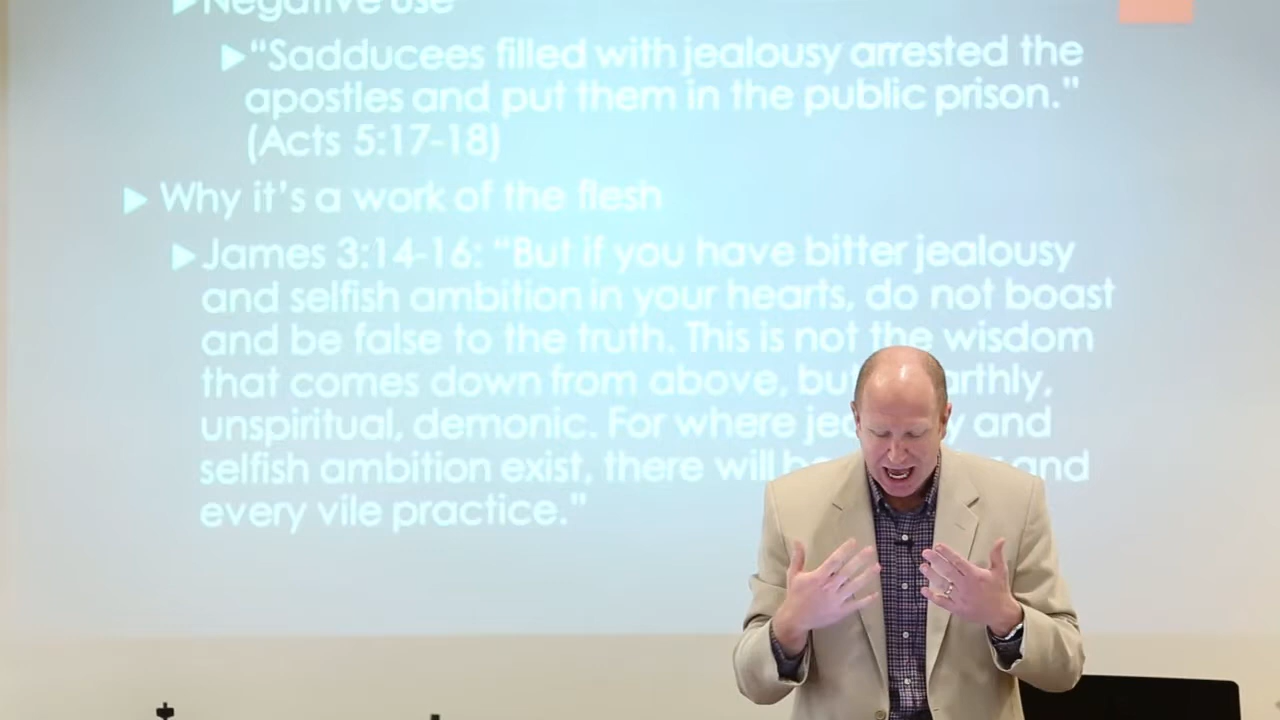 Negative use
"Sadducees filled with jealousy arrested the
apostles and put them in the public prison."
(Acts 5:17-18)
Why it's a work of the flesh
James 3:14-16: "But if you have bitter jealousy
and selfish ambition in your hearts, do not boast
and be false to the truth. This is not the wisdom
that comes down from above, but
unspiritual, demonic. For where and
selfish ambition exist, there will and
every vile practice."